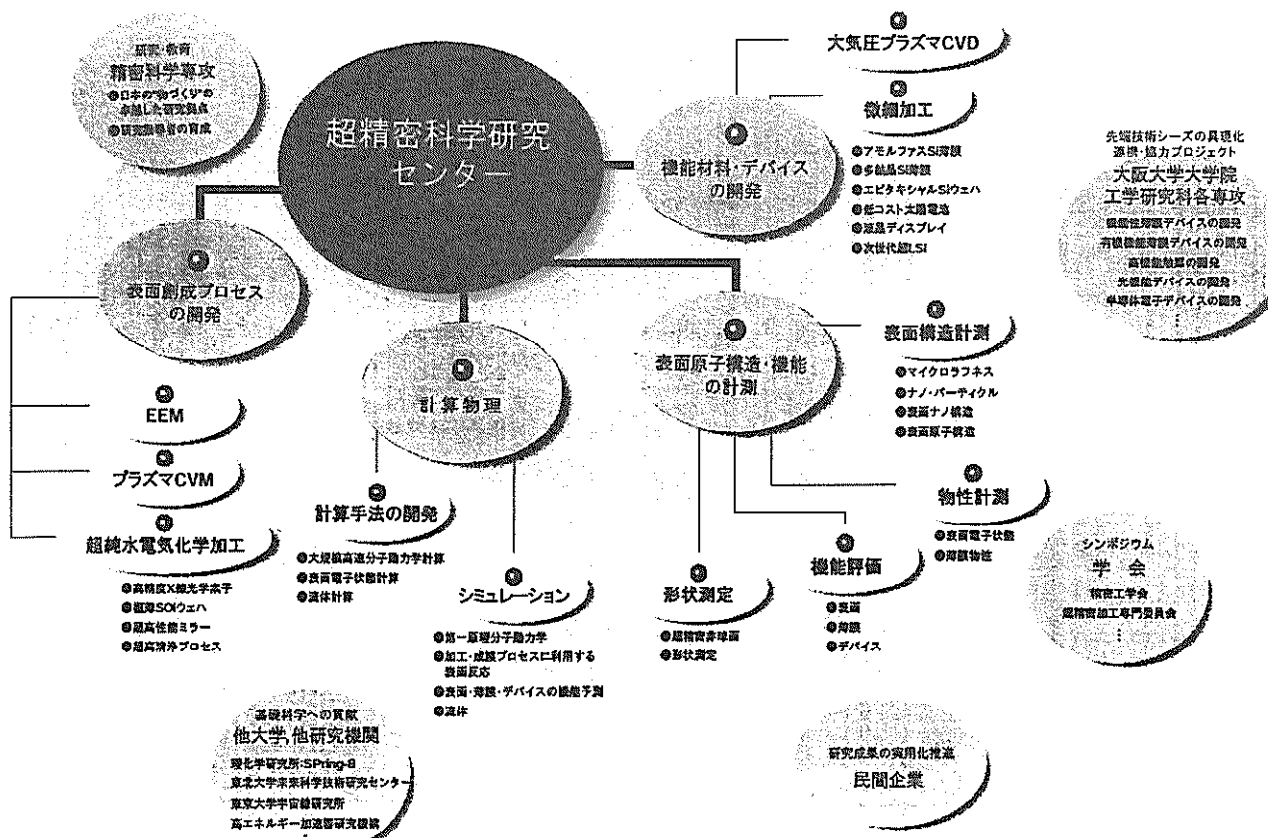 研究・教育
精密科学専攻
●日本の"物づくり"の
卓越した研究拠点
●研究指導者の育成
超精密科学研究
センター
機能材料・デバイス
の開発
大気圧プラズマCVD
微細加工
●アモルファスSi薄膜
●多結晶Si薄膜
●エピタキシャルSiウェハ
●低コスト太陽電池
●液晶ディスプレイ
●次世代超LSI
先端技術シーズの具現化
連携・協力プロジェクト
大阪大学大学院
工学研究科各専攻
機能性薄膜デバイスの開発
有機機能薄膜デバイスの開発
の開発
デバイスの開発
半導体電子デバイスの開発
⋮
表面創成プロセス
の開発
EEM
プラズマCVM
超純水電気化学加工
●高精度X線光学素子
●極薄SOIウェハ
●超高性能ミラー
●超高清浄プロセス
計算物理
計算手法の開発
●大規模高速分子動力学計算
●表面電子状態計算
●流体計算
シミュレーション
●第一原理分子動力学
●加工・成膜プロセスに利用する
表面反応
●表面・薄膜・デバイスの機能予測
●流体
表面原子構造・機能
の計測
表面構造計測
●マイクロラフネス
●ナノ・パーティクル
●表面ナノ構造
●表面原子構造
物性計測
●表面電子状態
●薄膜物性
機能評価
●表面
●薄膜
●デバイス
形状測定
●超精密非球面
●形状測定
シンポジウム
学会
精密工学会
超精密加工専門委員会
⋮
基礎科学への貢献
他大学,他研究機関
理化学研究所:SPring-8
東北大学未来科学技術研究センター
東京大学宇宙線研究所
高エネルギー加速器研究機構
研究成果の実用化推進
民間企業